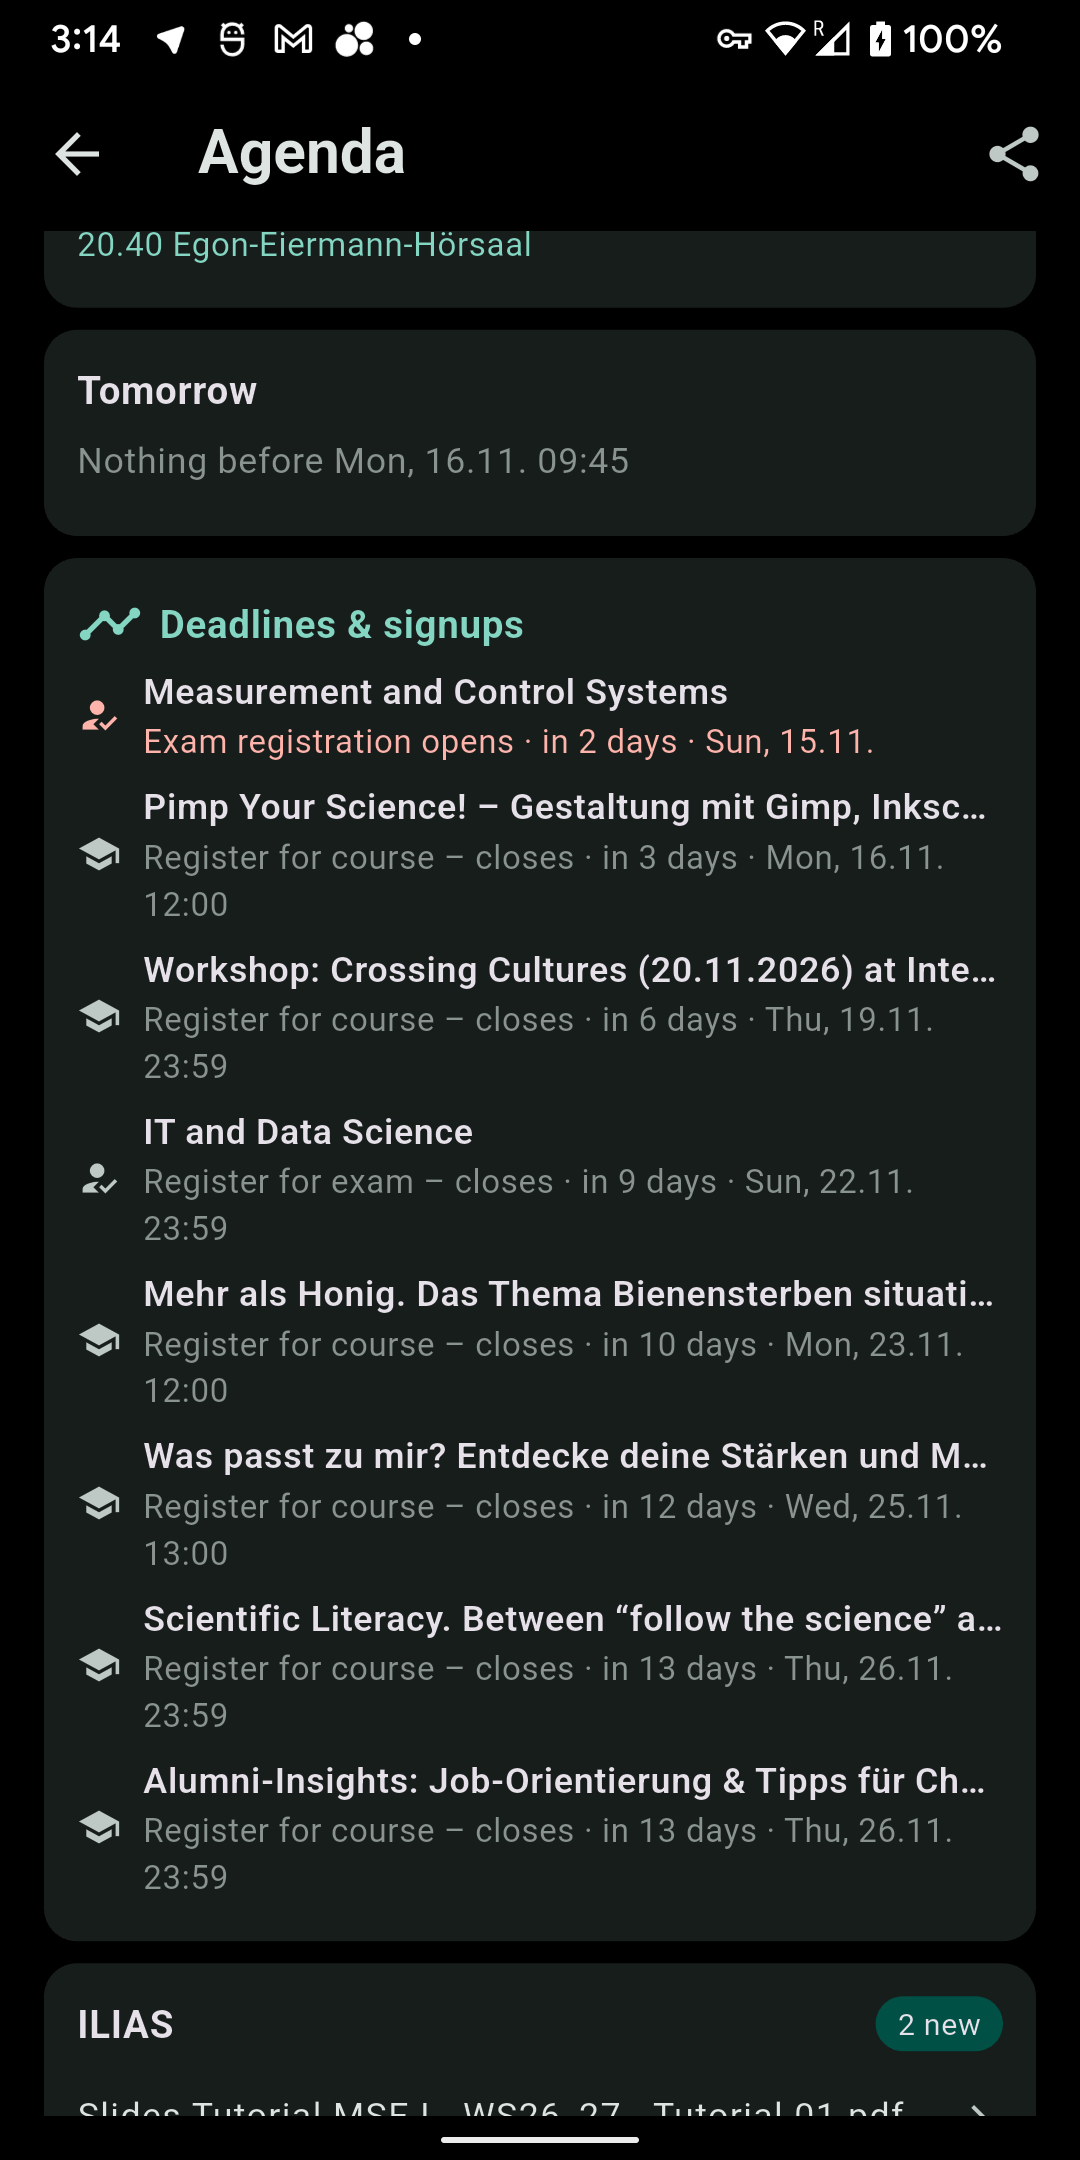 3:14
R
100%
Agenda
20.40 Egon-Eiermann-Hörsaal
Tomorrow
Nothing before Mon, 16.11. 09:45
Deadlines & signups
Measurement and Control Systems
Exam registration opens · in 2 days · Sun, 15.11.
Pimp Your Science! – Gestaltung mit Gimp, Inksc…
Register for course – closes · in 3 days · Mon, 16.11.
12:00
Workshop: Crossing Cultures (20.11.2026) at Inte…
Register for course – closes · in 6 days · Thu, 19.11.
23:59
IT and Data Science
Register for exam – closes · in 9 days · Sun, 22.11.
23:59
Mehr als Honig. Das Thema Bienensterben situati…
Register for course – closes · in 10 days · Mon, 23.11.
12:00
Was passt zu mir? Entdecke deine Stärken und M…
Register for course – closes · in 12 days · Wed, 25.11.
13:00
Scientific Literacy. Between “follow the science” a…
Register for course – closes · in 13 days · Thu, 26.11.
23:59
Alumni-Insights: Job-Orientierung & Tipps für Ch…
Register for course – closes · in 13 days · Thu, 26.11.
23:59
ILIAS
2 new
Slides Tutorial MSE I